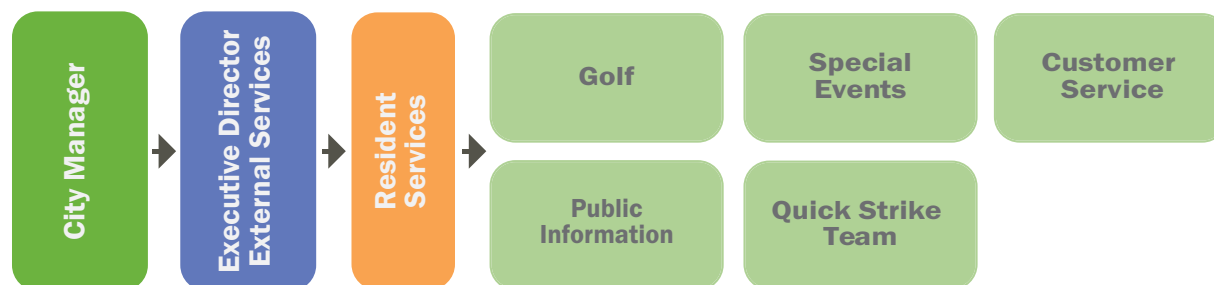 City Manager
Executive Director
External Services
Resident
Services
Golf
Special
Events
Customer
Service
Public
Information
Quick Strike
Team